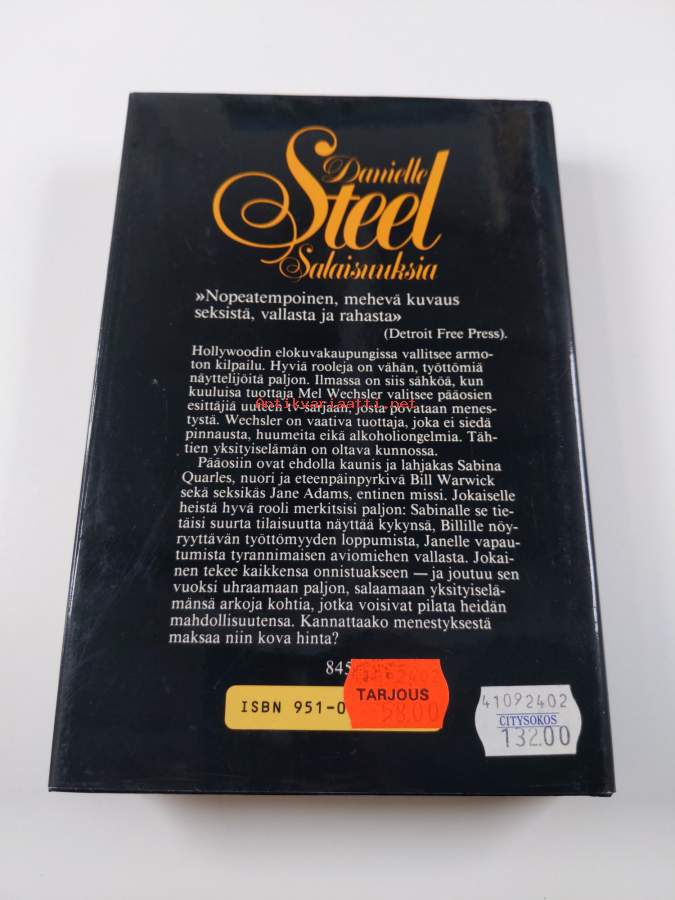 Danielle
Steel
Salaisuuksia
»Nopeatempoinen, mehevä kuvaus
seksistä, vallasta ja rahasta»
(Detroit Free Press).
Hollywoodin elokuvakaupungissa vallitsee armo-
ton kilpailu. Hyviä rooleja on vähän, työttömiä
näyttelijöitä paljon. Ilmassa on siis sähköä, kun
kuuluisa tuottaja Mel Wechsler valitsee pääosien
Antikvariaatti.net
esittäjiä uuteen tv-sarjaan, josta povataan menes-
tystä. Wechsler on vaativa tuottaja, joka ei siedä
pinnausta, huumeita eikä alkoholiongelmia. Täh-
tien yksityiselämän on oltava kunnossa.
Pääosiin ovat ehdolla kaunis ja lahjakas Sabina
Quarles, nuori ja eteenpäinpyrkivä Bill Warwick
sekä seksikäs Jane Adams, entinen missi. Jokaiselle
heistä hyvä rooli merkitsisi paljon: Sabinalle se tie-
täisi suurta tilaisuutta näyttää kykynsä, Billille nöy-
ryyttävän työttömyyden loppumista, Janelle vapau-
tumista tyrannimaisen aviomiehen vallasta. Jokai-
nen tekee kaikkensa onnistuakseen — ja joutuu sen
vuoksi uhraamaan paljon, salaamaan yksityiselä-
mänsä arkoja kohtia, jotka voisivat pilata heidän
mahdollisuutensa. Kannattaako menestyksestä
maksaa niin kova hinta?
845
ISBN 951-0
TARJOUS
58.00
41092402
CITYSOKOS
132.00